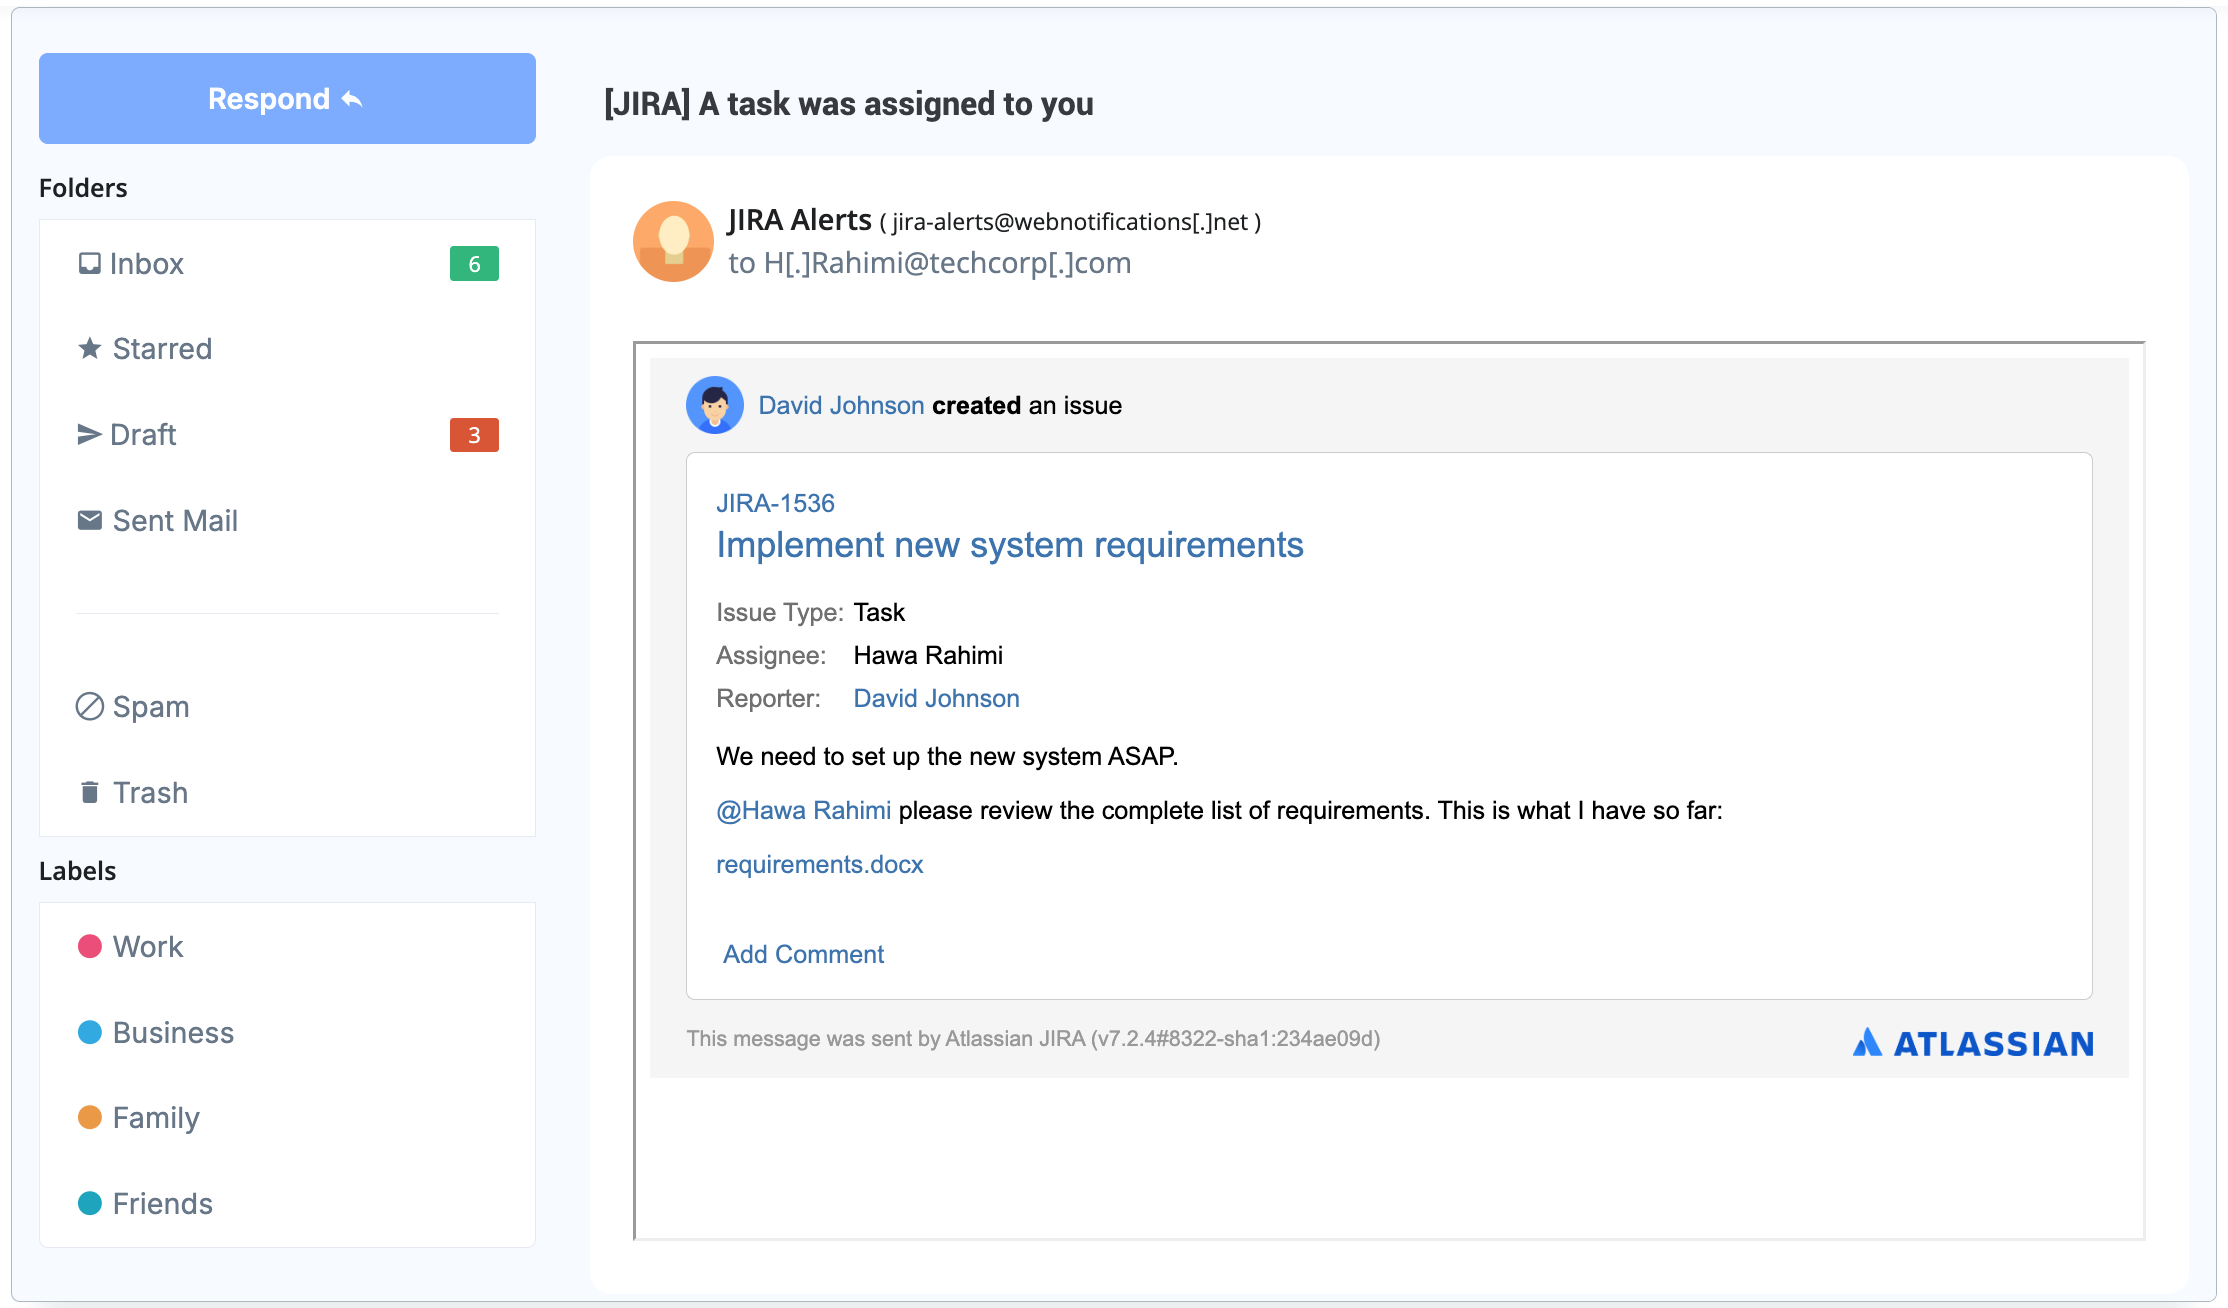 Respond
Folders
Inbox 6
Starred
Draft 3
Sent Mail
Spam
Trash
Labels
Work
Business
Family
Friends
[JIRA] A task was assigned to you
JIRA Alerts ( jira-alerts@webnotifications[.]net )
to H[.]Rahimi@techcorp[.]com
David Johnson created an issue
JIRA-1536
Implement new system requirements
Issue Type: Task
Assignee: Hawa Rahimi
Reporter: David Johnson
We need to set up the new system ASAP.
@Hawa Rahimi please review the complete list of requirements. This is what I have so far:
requirements.docx
Add Comment
This message was sent by Atlassian JIRA (v7.2.4#8322-sha1:234ae09d)
ATLASSIAN